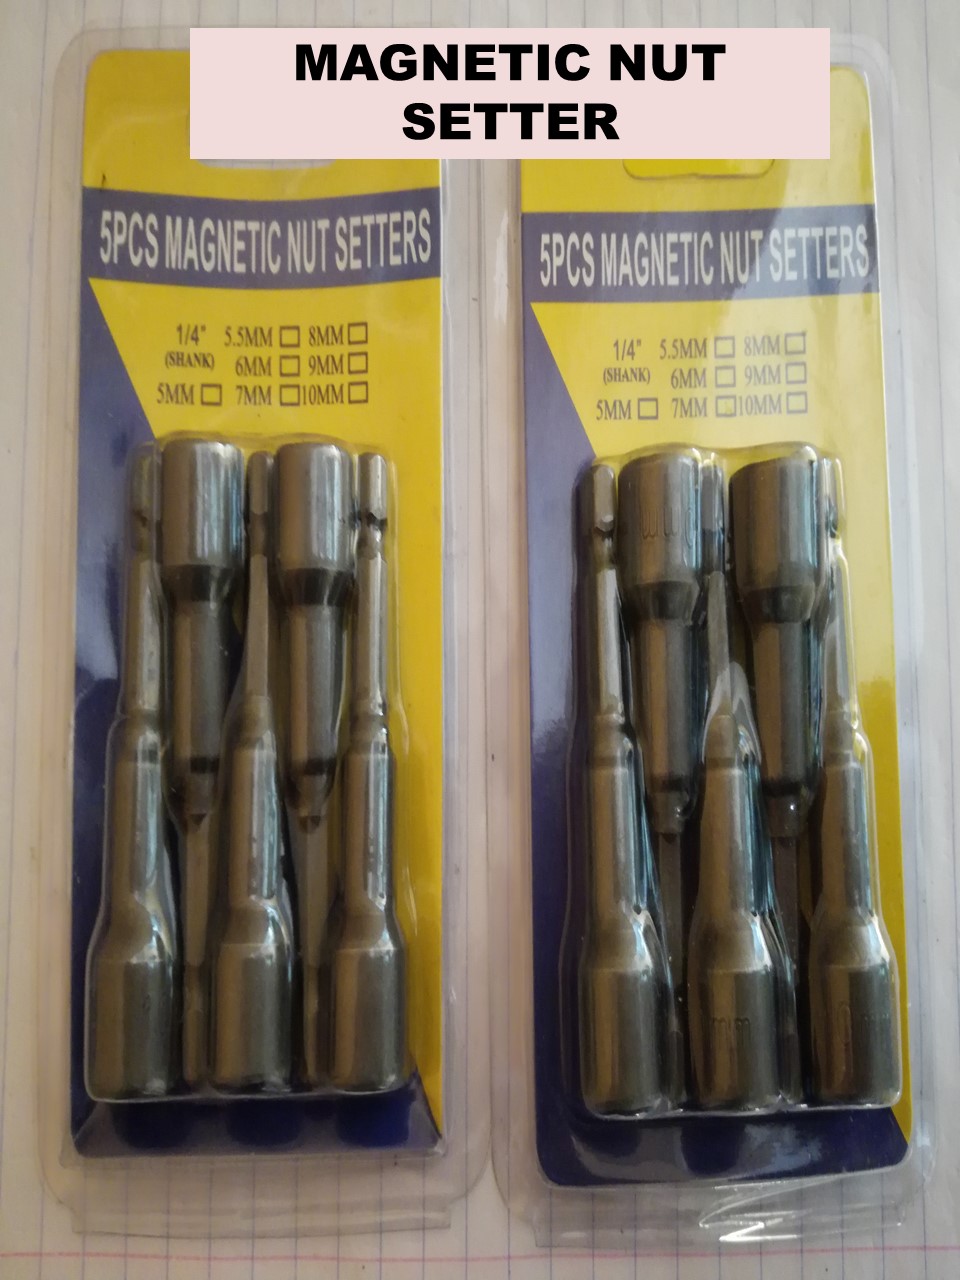 MAGNETIC NUT
SETTER
5PCS MAGNETIC NUT SETTERS
1/4" 5.5MM 8MM
(SHANK) 6MM 9MM
5MM 7MM 10MM
5PCS MAGNETIC NUT SETTERS
1/4" 5.5MM 8MM
(SHANK) 6MM 9MM
5MM 7MM 10MM